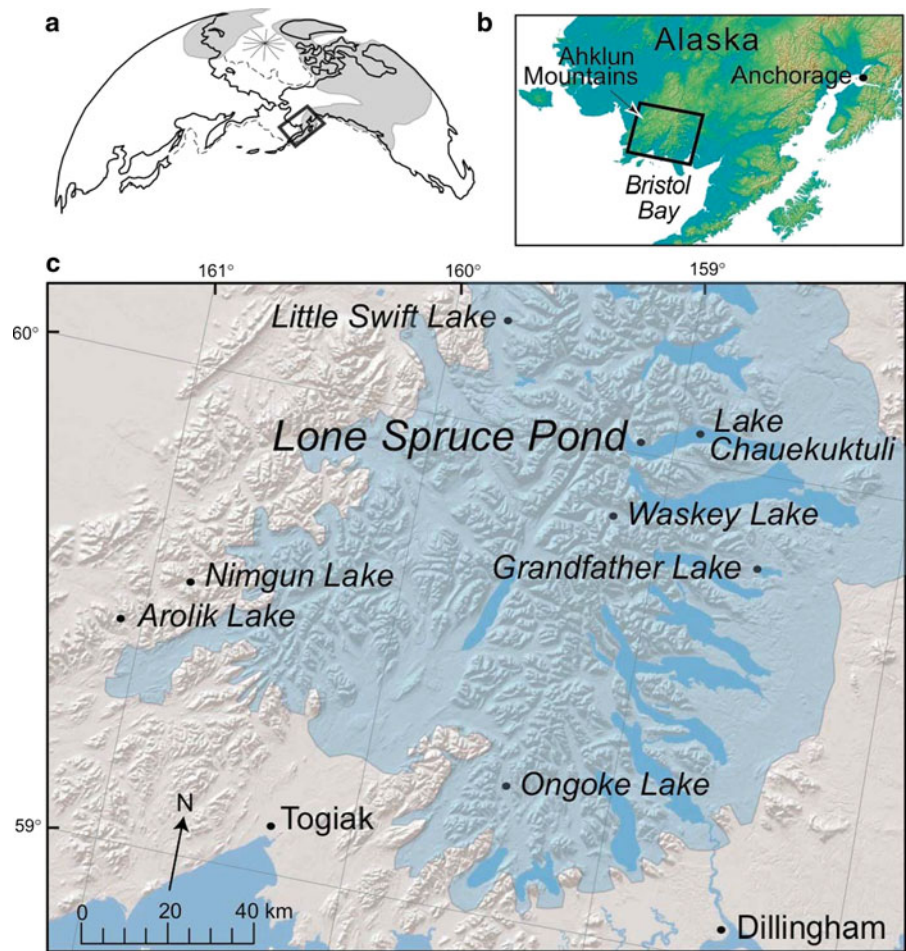 a
b
Alaska
Ahklun
Mountains
Anchorage
Bristol
Bay
c
161°
160°
159°
60°
Little Swift Lake
Lone Spruce Pond
Lake
Chauekuktuli
Waskey Lake
Grandfather Lake
Nimgun Lake
Arolik Lake
Ongoke Lake
N
59°
Togiak
0 20 40 km
Dillingham